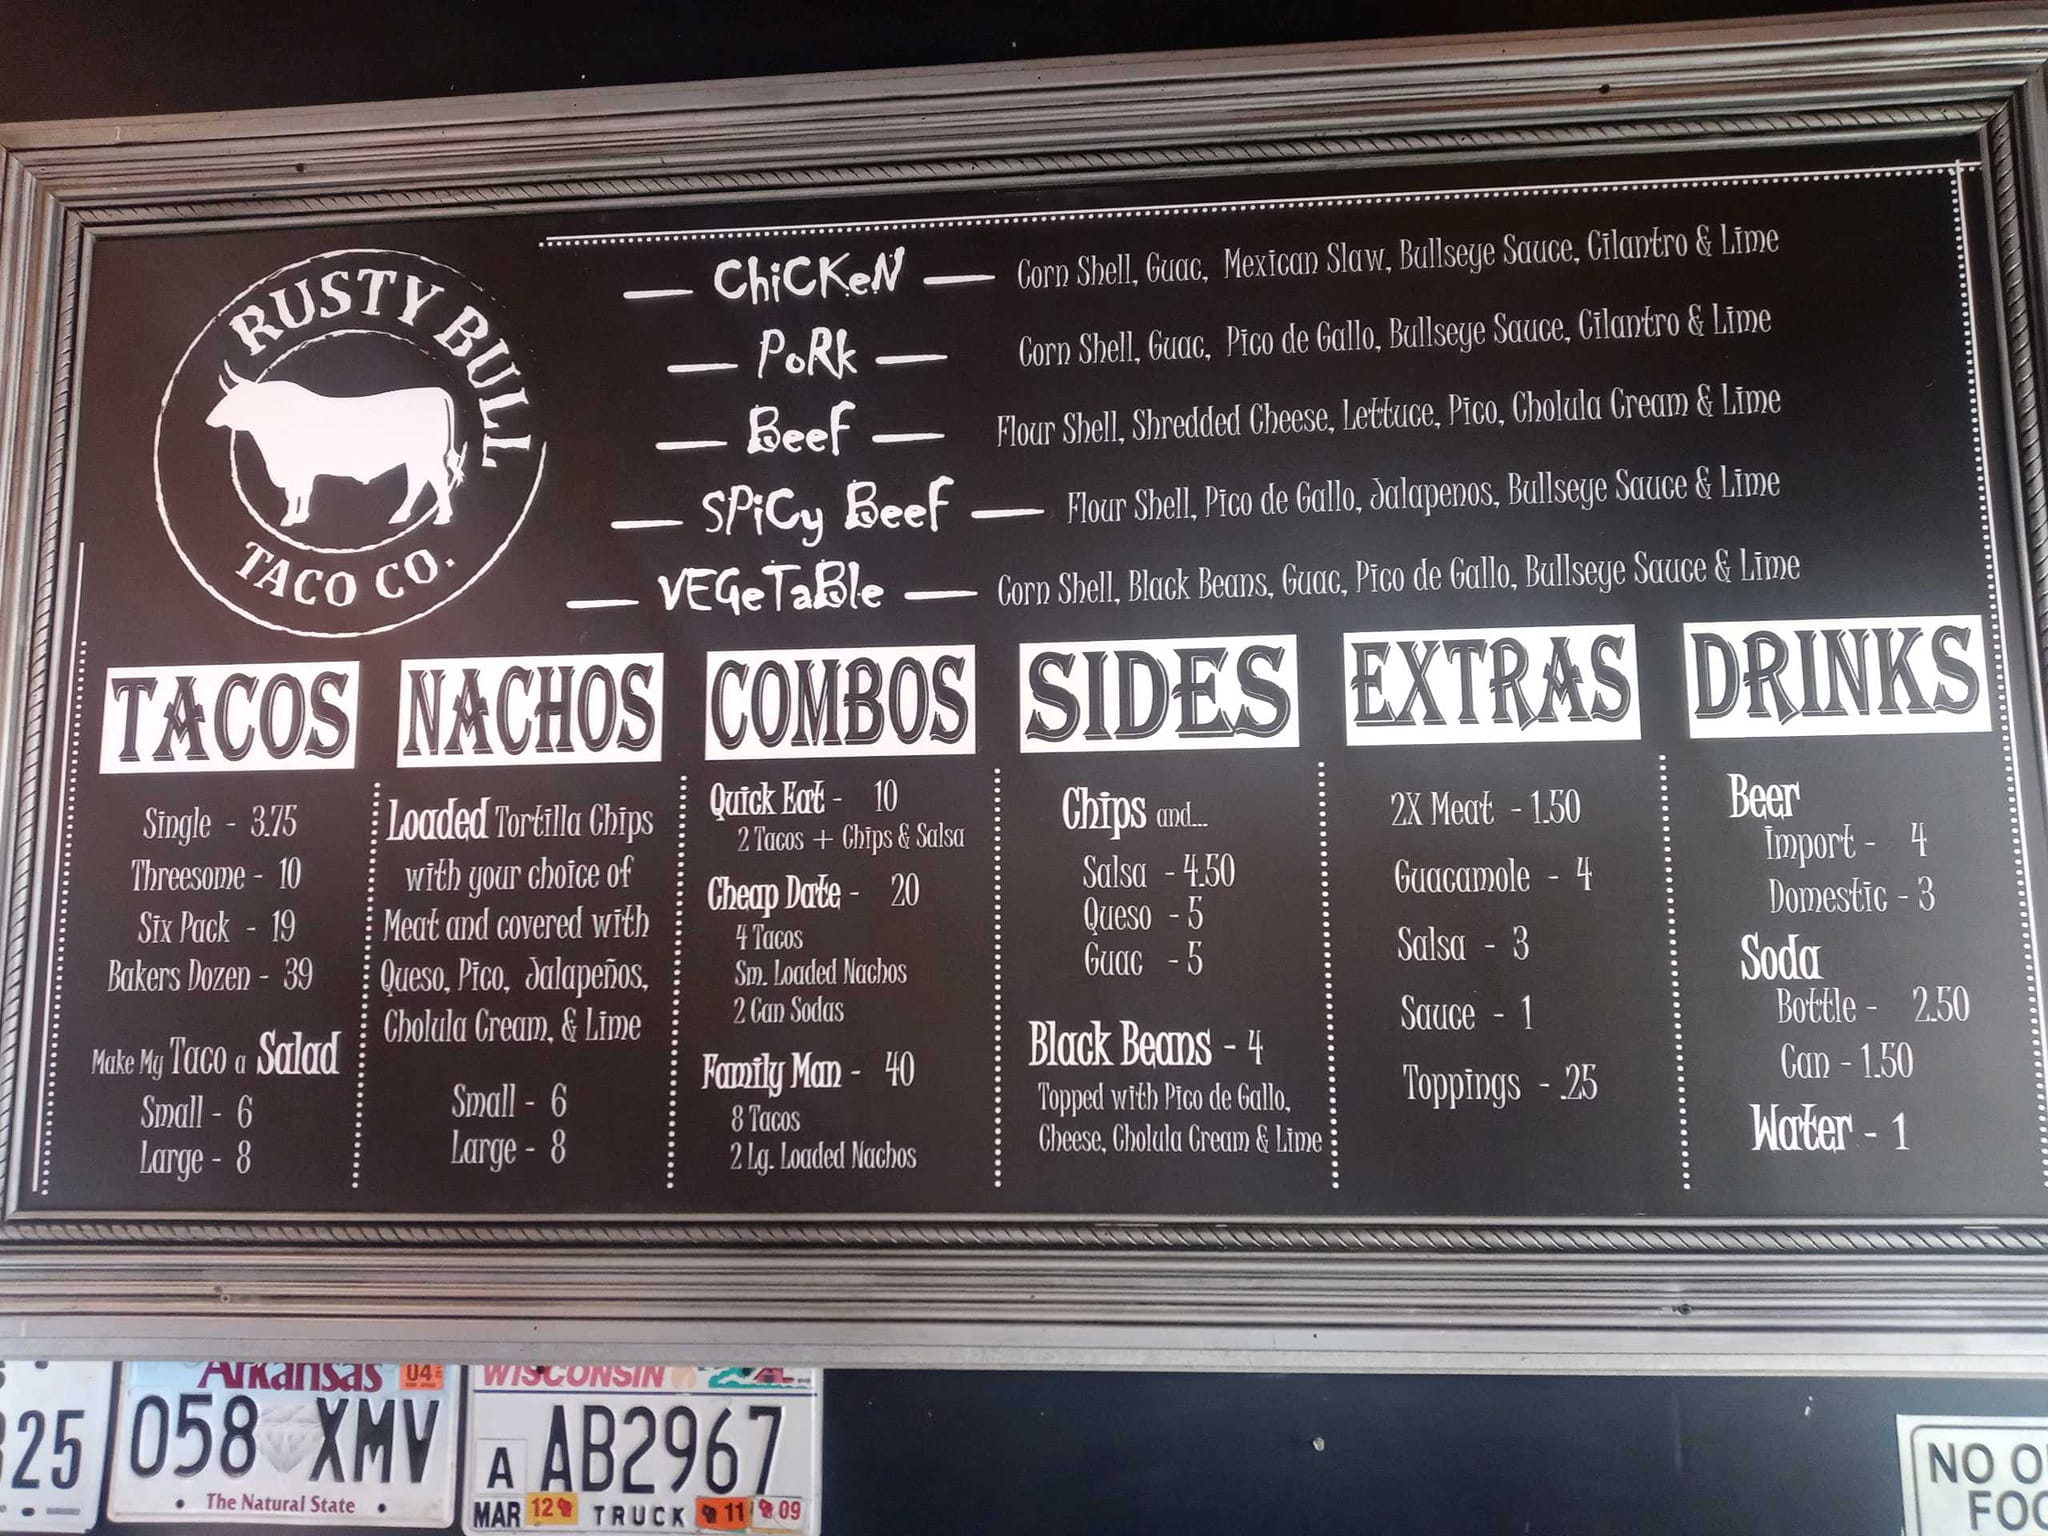 RUSTY BULL
TACO CO.
Chicken — Corn Shell, Guac, Mexican Slaw, Bullseye Sauce, Cilantro & Lime
Pork — Corn Shell, Guac, Pico de Gallo, Bullseye Sauce, Cilantro & Lime
Beef — Flour Shell, Shredded Cheese, Lettuce, Pico, Cholula Cream & Lime
Spicy Beef — Flour Shell, Pico de Gallo, Jalapenos, Bullseye Sauce & Lime
Vegetable — Corn Shell, Black Beans, Guac, Pico de Gallo, Bullseye Sauce & Lime
TACOS
Single - 3.75
Threesome - 10
Six Pack - 19
Bakers Dozen - 39
Make My Taco a Salad
Small - 6
Large - 8
NACHOS
Loaded Tortilla Chips
with your choice of
Meat and covered with
Queso, Pico, Jalapeños,
Cholula Cream, & Lime
Small - 6
Large - 8
COMBOS
Quick Eat - 10
2 Tacos + Chips & Salsa
Cheap Date - 20
4 Tacos
Sm. Loaded Nachos
2 Can Sodas
Family Man - 40
8 Tacos
2 Lg. Loaded Nachos
SIDES
Chips and...
Salsa - 4.50
Queso - 5
Guac - 5
Black Beans - 4
Topped with Pico de Gallo,
Cheese, Cholula Cream & Lime
EXTRAS
2X Meat - 1.50
Guacamole - 4
Salsa - 3
Sauce - 1
Toppings - .25
DRINKS
Beer
Import - 4
Domestic - 3
Soda
Bottle - 2.50
Can - 1.50
Water - 1
25
Arkansas 04
058 XMV
The Natural State
WISCONSIN
A AB2967
MAR 12 TRUCK 11 09
NO